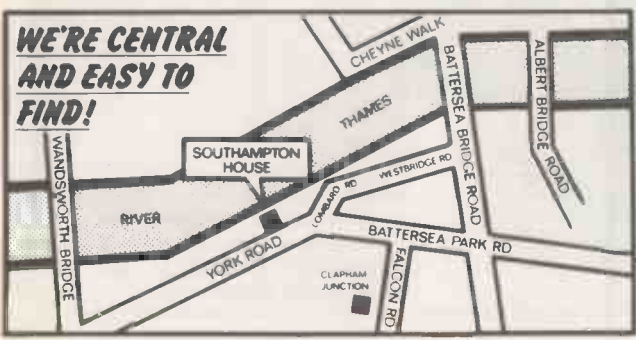 WE'RE CENTRAL
AND EASY TO
FIND!
CHEYNE WALK
BATTERSEA BRIDGE ROAD
ALBERT BRIDGE ROAD
THAMES
SOUTHAMPTON
HOUSE
WANDSWORTH BRIDGE
RIVER
LOMBARD RD
WESTBRIDGE RD
YORK ROAD
BATTERSEA PARK RD
FALCON RD
CLAPHAM
JUNCTION